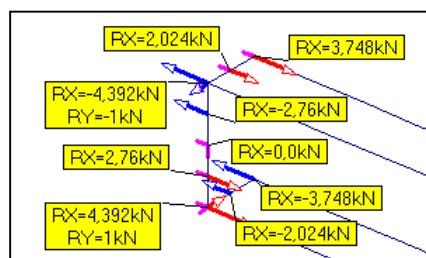 RX=2,024kN
RX=3,748kN
RX=-4,392kN
RY=-1kN
RX=-2,76kN
RX=2,76kN
RX=0,0kN
RX=-3,748kN
RX=4,392kN
RY=1kN
RX=-2,024kN